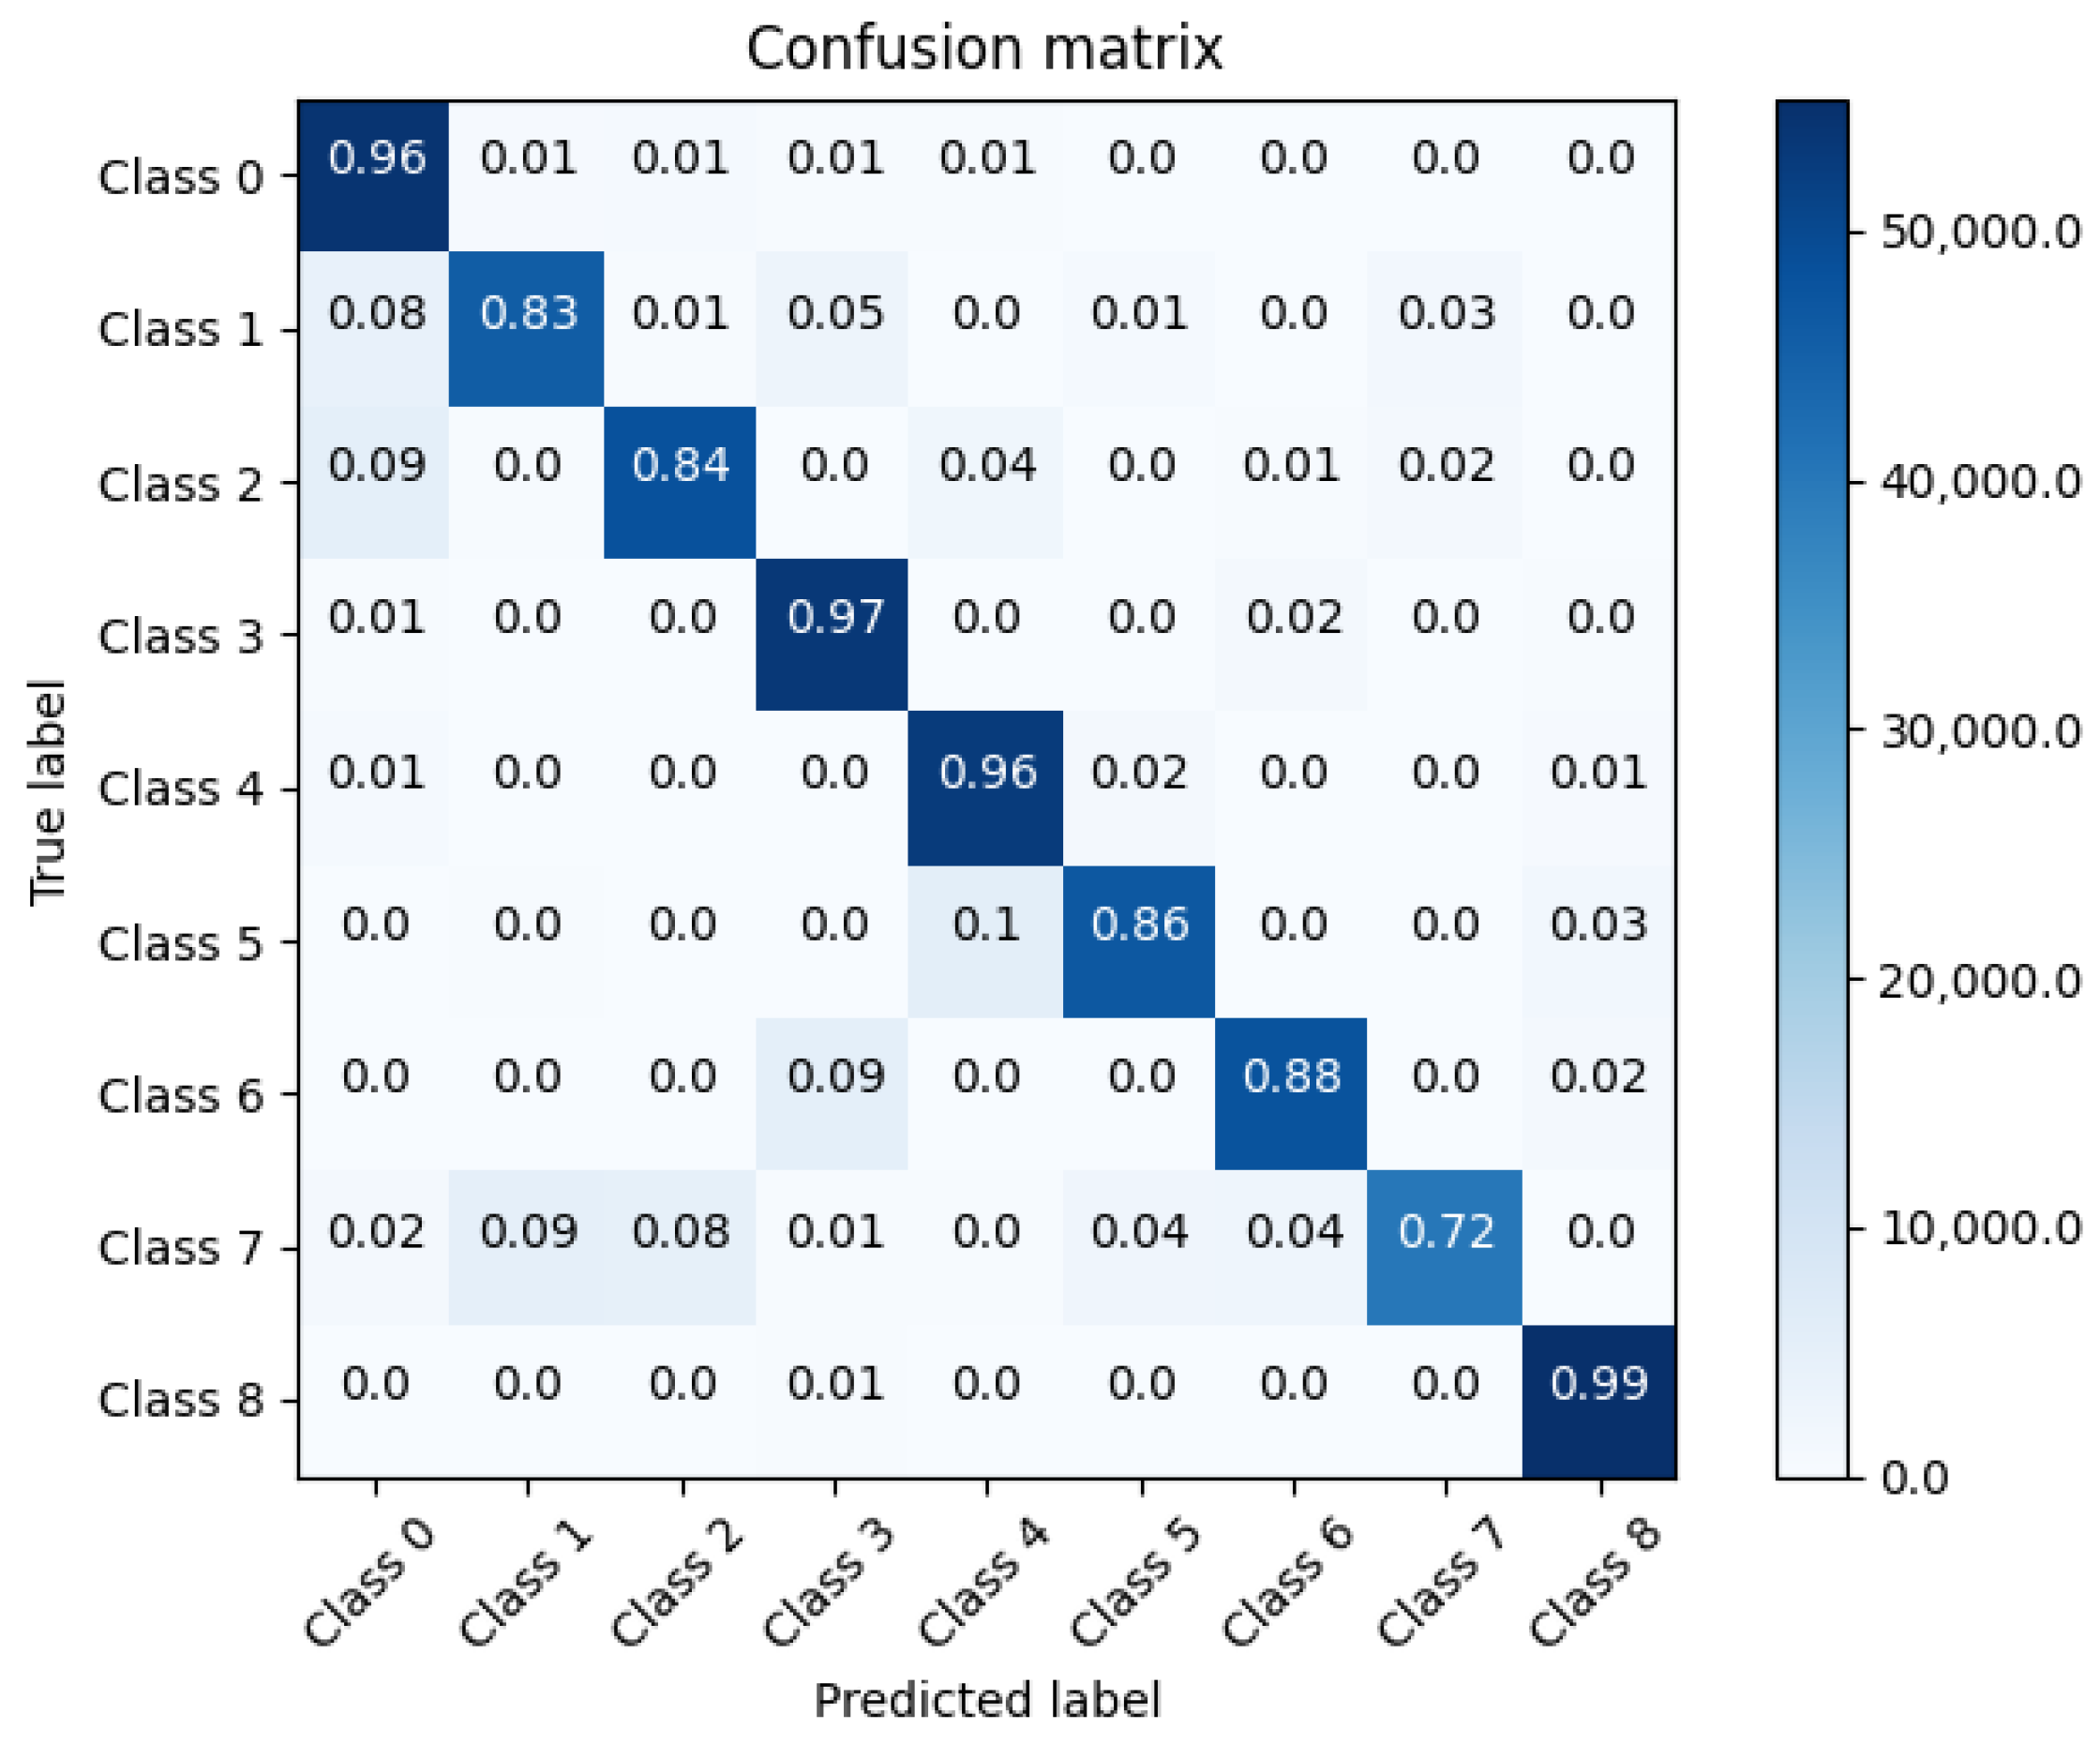 Confusion matrix
Class 0 0.96 0.01 0.01 0.01 0.01 0.0 0.0 0.0 0.0
Class 1 0.08 0.83 0.01 0.05 0.0 0.01 0.0 0.03 0.0
Class 2 0.09 0.0 0.84 0.0 0.04 0.0 0.01 0.02 0.0
Class 3 0.01 0.0 0.0 0.97 0.0 0.0 0.02 0.0 0.0
Class 4 0.01 0.0 0.0 0.0 0.96 0.02 0.0 0.0 0.01
Class 5 0.0 0.0 0.0 0.0 0.1 0.86 0.0 0.0 0.03
Class 6 0.0 0.0 0.0 0.09 0.0 0.0 0.88 0.0 0.02
Class 7 0.02 0.09 0.08 0.01 0.0 0.04 0.04 0.72 0.0
Class 8 0.0 0.0 0.0 0.01 0.0 0.0 0.0 0.0 0.99
True label
Class 0 Class 1 Class 2 Class 3 Class 4 Class 5 Class 6 Class 7 Class 8
Predicted label
50,000.0
40,000.0
30,000.0
20,000.0
10,000.0
0.0